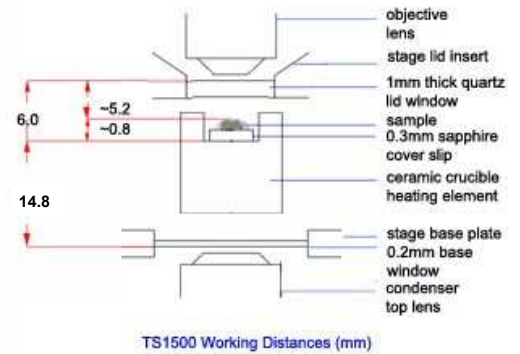 objective
lens
stage lid insert
1mm thick quartz
lid window
sample
0.3mm sapphire
cover slip
ceramic crucible
heating element
stage base plate
0.2mm base
window
condenser
top lens
~5.2
6.0
~0.8
14.8
TS1500 Working Distances (mm)